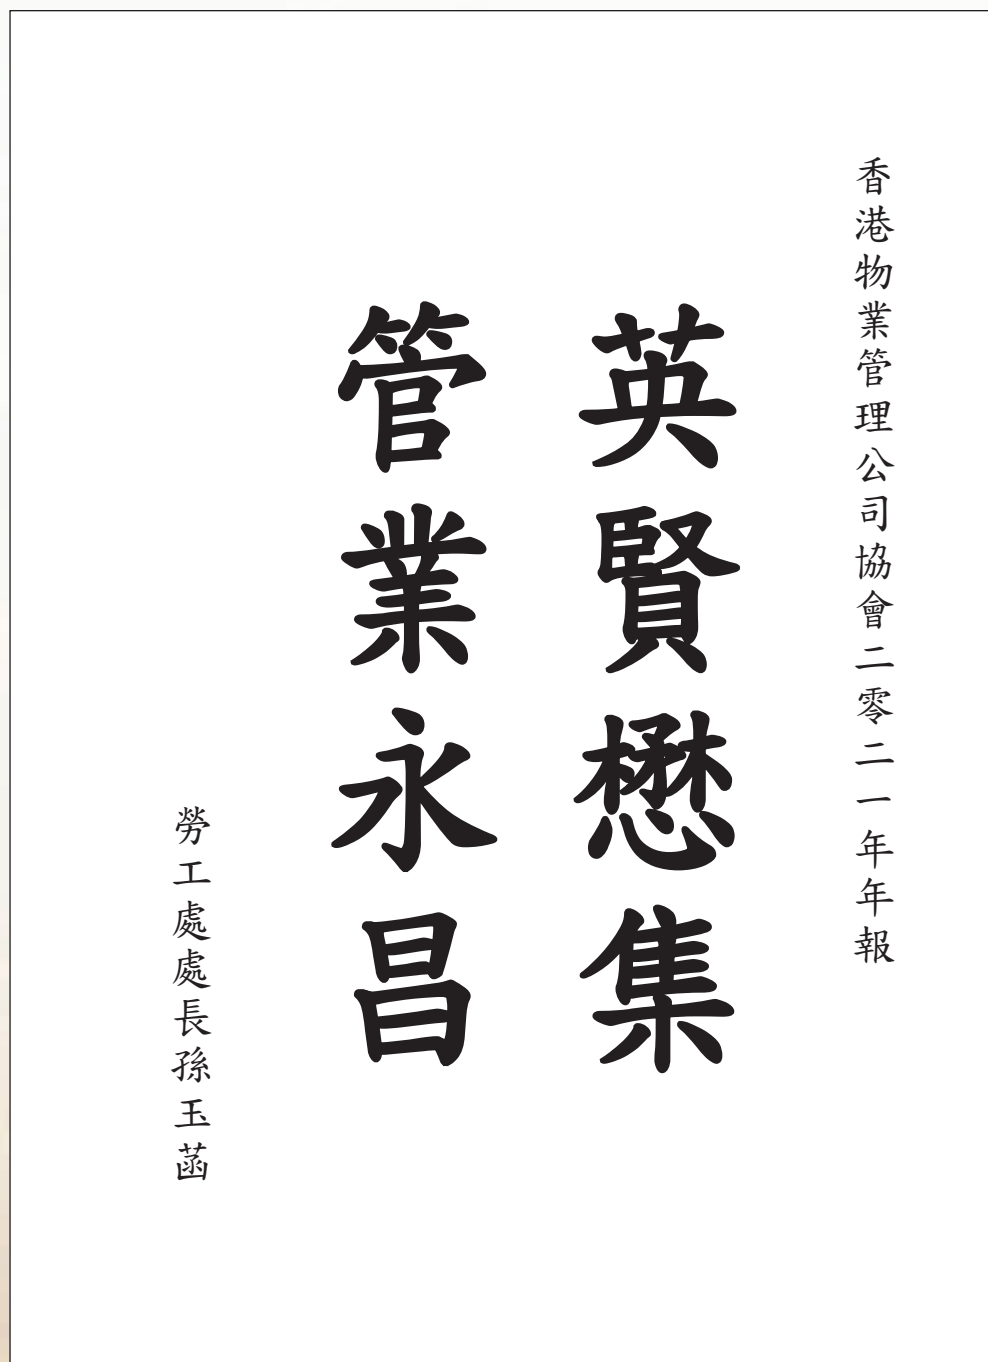 香港物業管理公司協會二零二一年年報
英賢懋集
管業永昌
勞工處處長孫玉菡